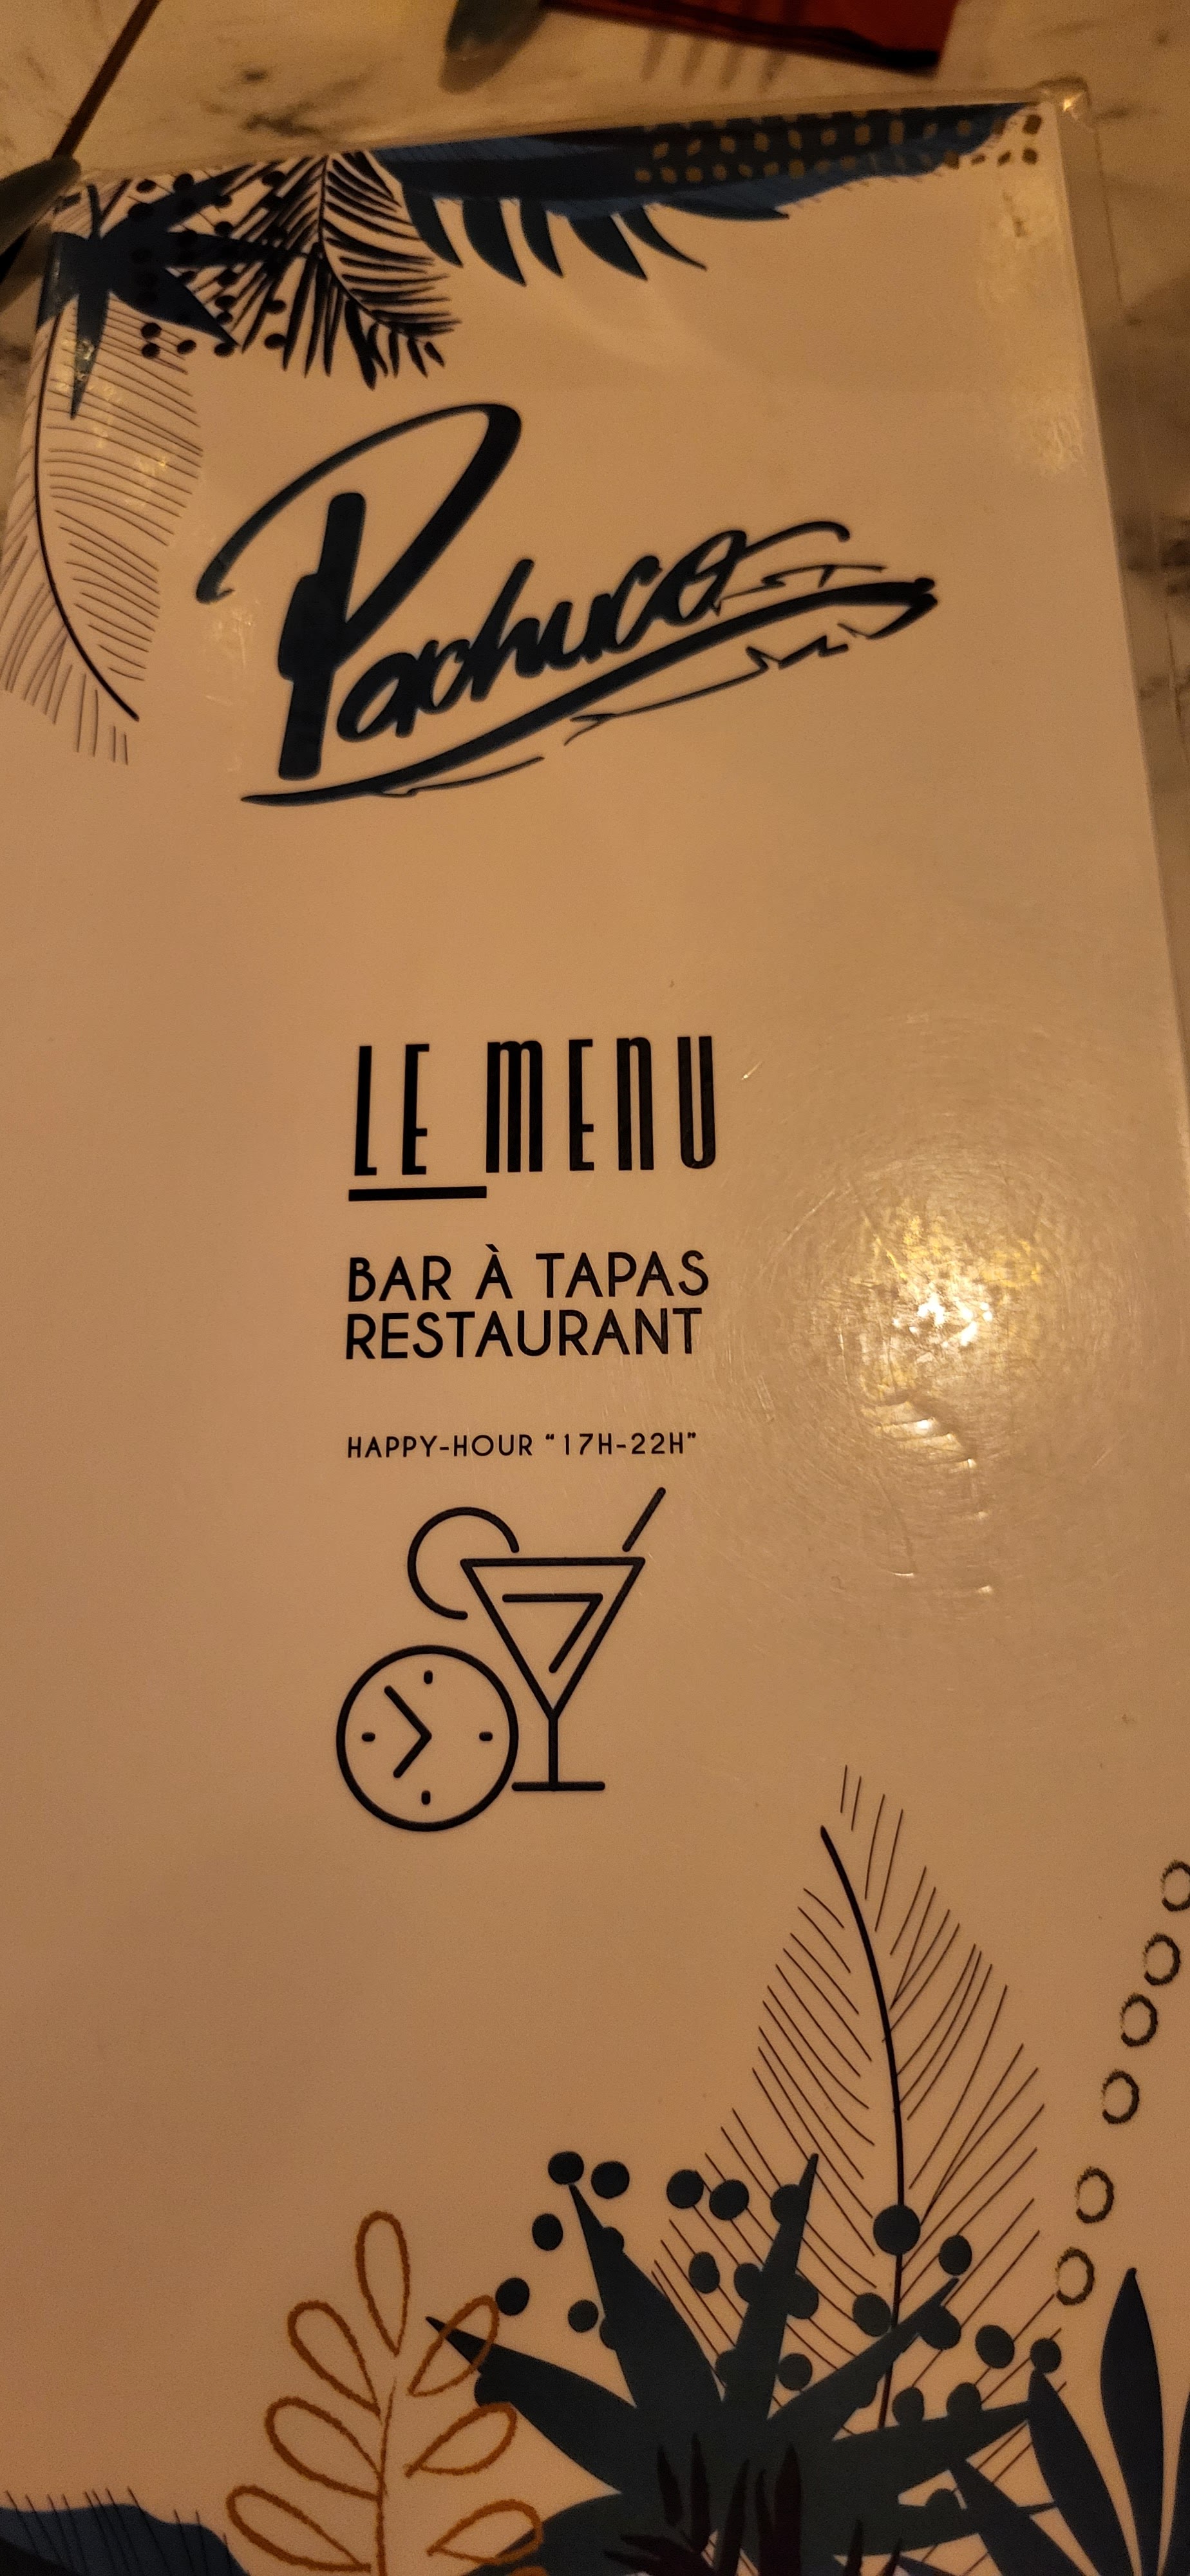 Pachuco
LE MENU
BAR À TAPAS
RESTAURANT
HAPPY-HOUR “17H-22H”